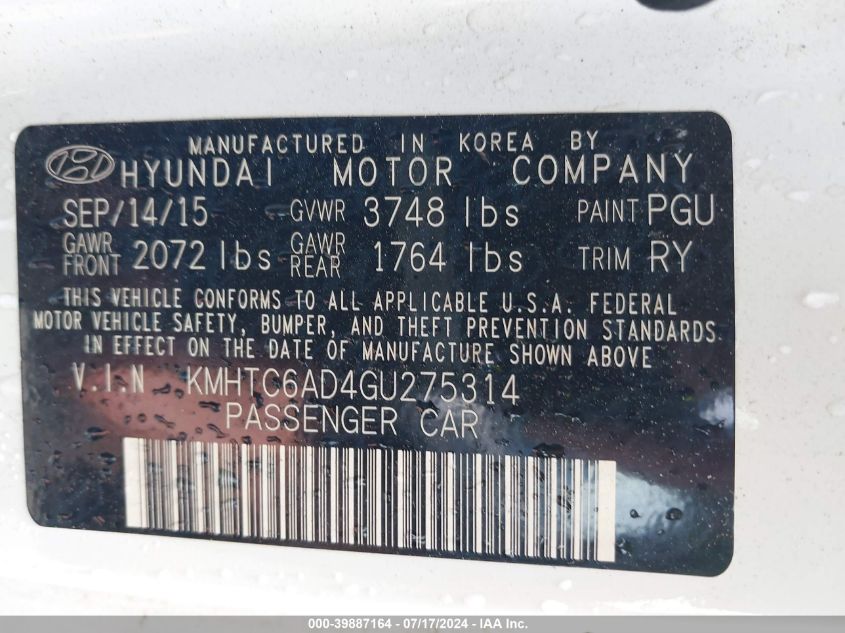 MANUFACTURED IN KOREA BY
HYUNDAI MOTOR COMPANY
SEP/14/15 GVWR 3748 lbs PAINT PGU
GAWR FRONT 2072 lbs GAWR REAR 1764 lbs TRIM RY
THIS VEHICLE CONFORMS TO ALL APPLICABLE U.S.A. FEDERAL
MOTOR VEHICLE SAFETY, BUMPER, AND THEFT PREVENTION STANDARDS
IN EFFECT ON THE DATE OF MANUFACTURE SHOWN ABOVE
V.I.N KMHTC6AD4GU275314
PASSENGER CAR
000-39887164 - 07/17/2024 - IAA Inc.